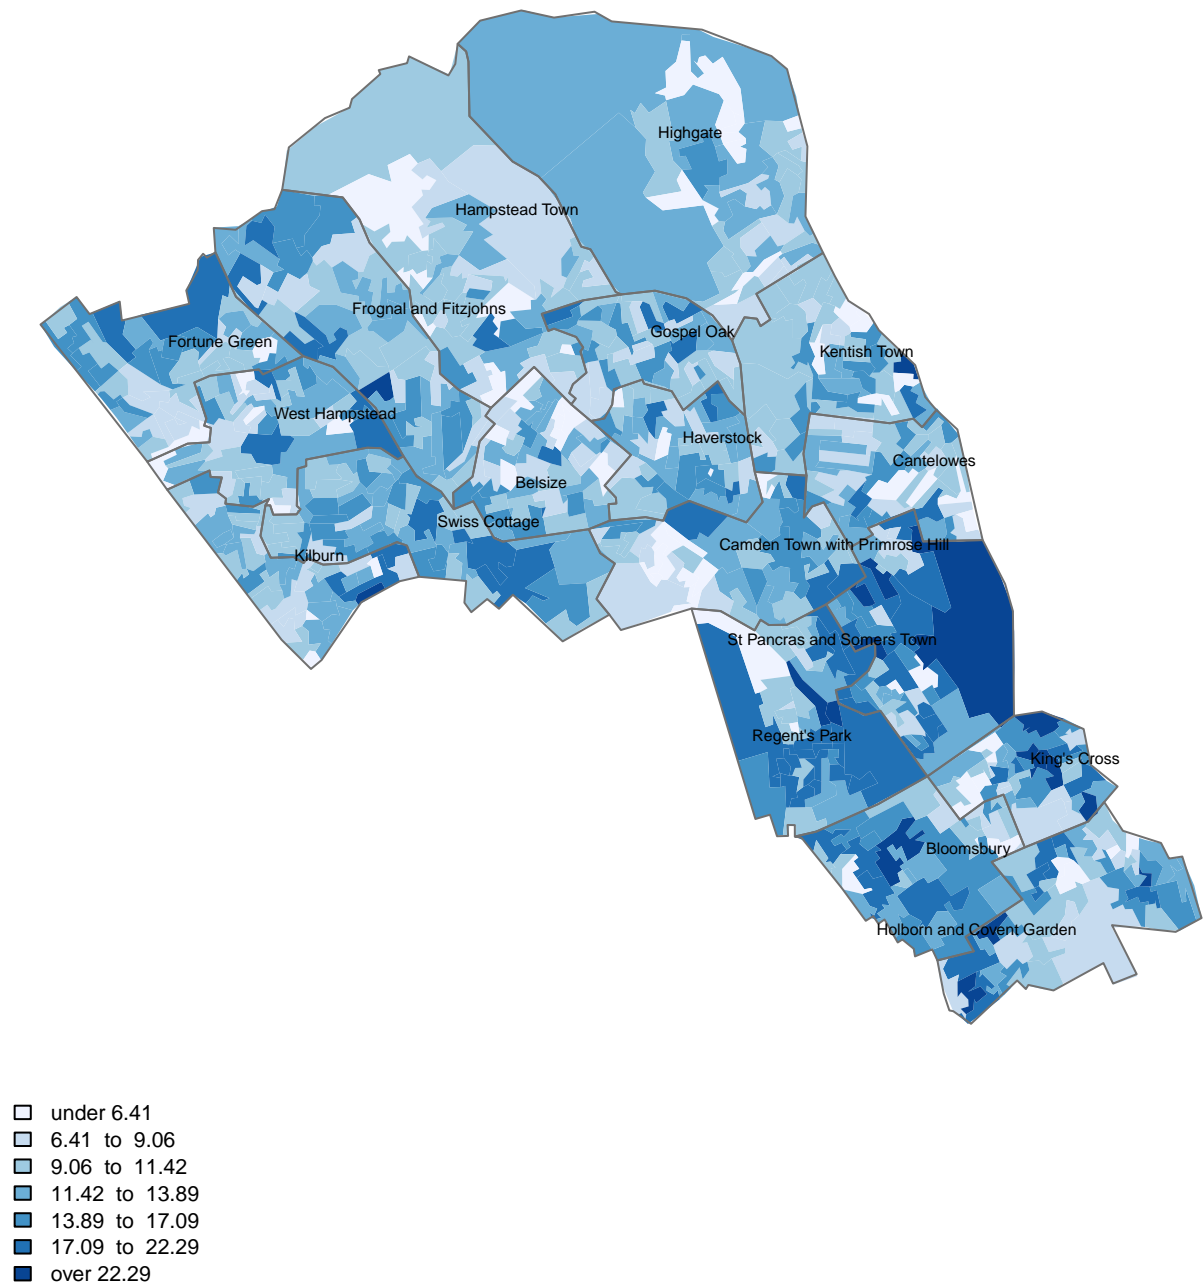 Highgate
Hampstead Town
Frognal and Fitzjohns
Gospel Oak
Fortune Green
Kentish Town
West Hampstead
Haverstock
Cantelowes
Belsize
Swiss Cottage
Camden Town with Primrose Hill
Kilburn
St Pancras and Somers Town
Regent's Park
King's Cross
Bloomsbury
Holborn and Covent Garden
under 6.41
6.41 to 9.06
9.06 to 11.42
11.42 to 13.89
13.89 to 17.09
17.09 to 22.29
over 22.29